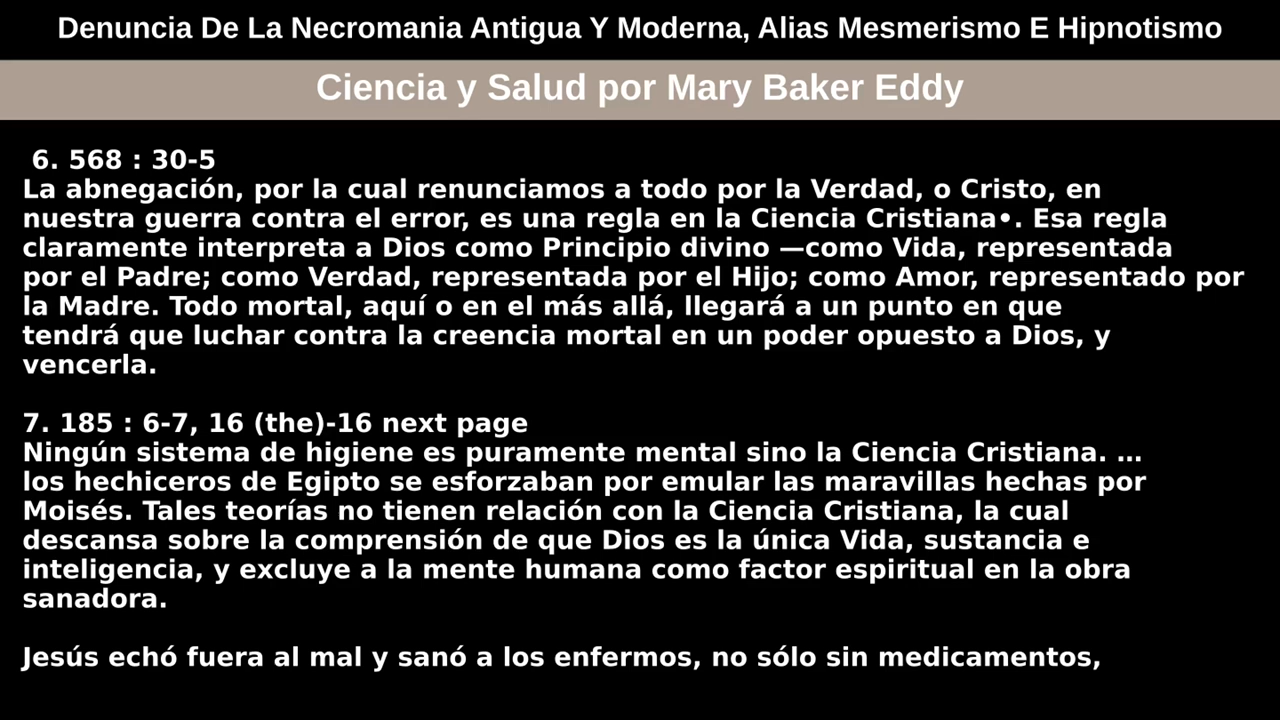 Denuncia De La Necromania Antigua Y Moderna, Alias Mesmerismo E Hipnotismo
Ciencia y Salud por Mary Baker Eddy
6. 568 : 30-5
La abnegación, por la cual renunciamos a todo por la Verdad, o Cristo, en
nuestra guerra contra el error, es una regla en la Ciencia Cristiana•. Esa regla
claramente interpreta a Dios como Principio divino —como Vida, representada
por el Padre; como Verdad, representada por el Hijo; como Amor, representado por
la Madre. Todo mortal, aquí o en el más allá, llegará a un punto en que
tendrá que luchar contra la creencia mortal en un poder opuesto a Dios, y
vencerla.
7. 185 : 6-7, 16 (the)-16 next page
Ningún sistema de higiene es puramente mental sino la Ciencia Cristiana. …
los hechiceros de Egipto se esforzaban por emular las maravillas hechas por
Moisés. Tales teorías no tienen relación con la Ciencia Cristiana, la cual
descansa sobre la comprensión de que Dios es la única Vida, sustancia e
inteligencia, y excluye a la mente humana como factor espiritual en la obra
sanadora.
Jesús echó fuera al mal y sanó a los enfermos, no sólo sin medicamentos,